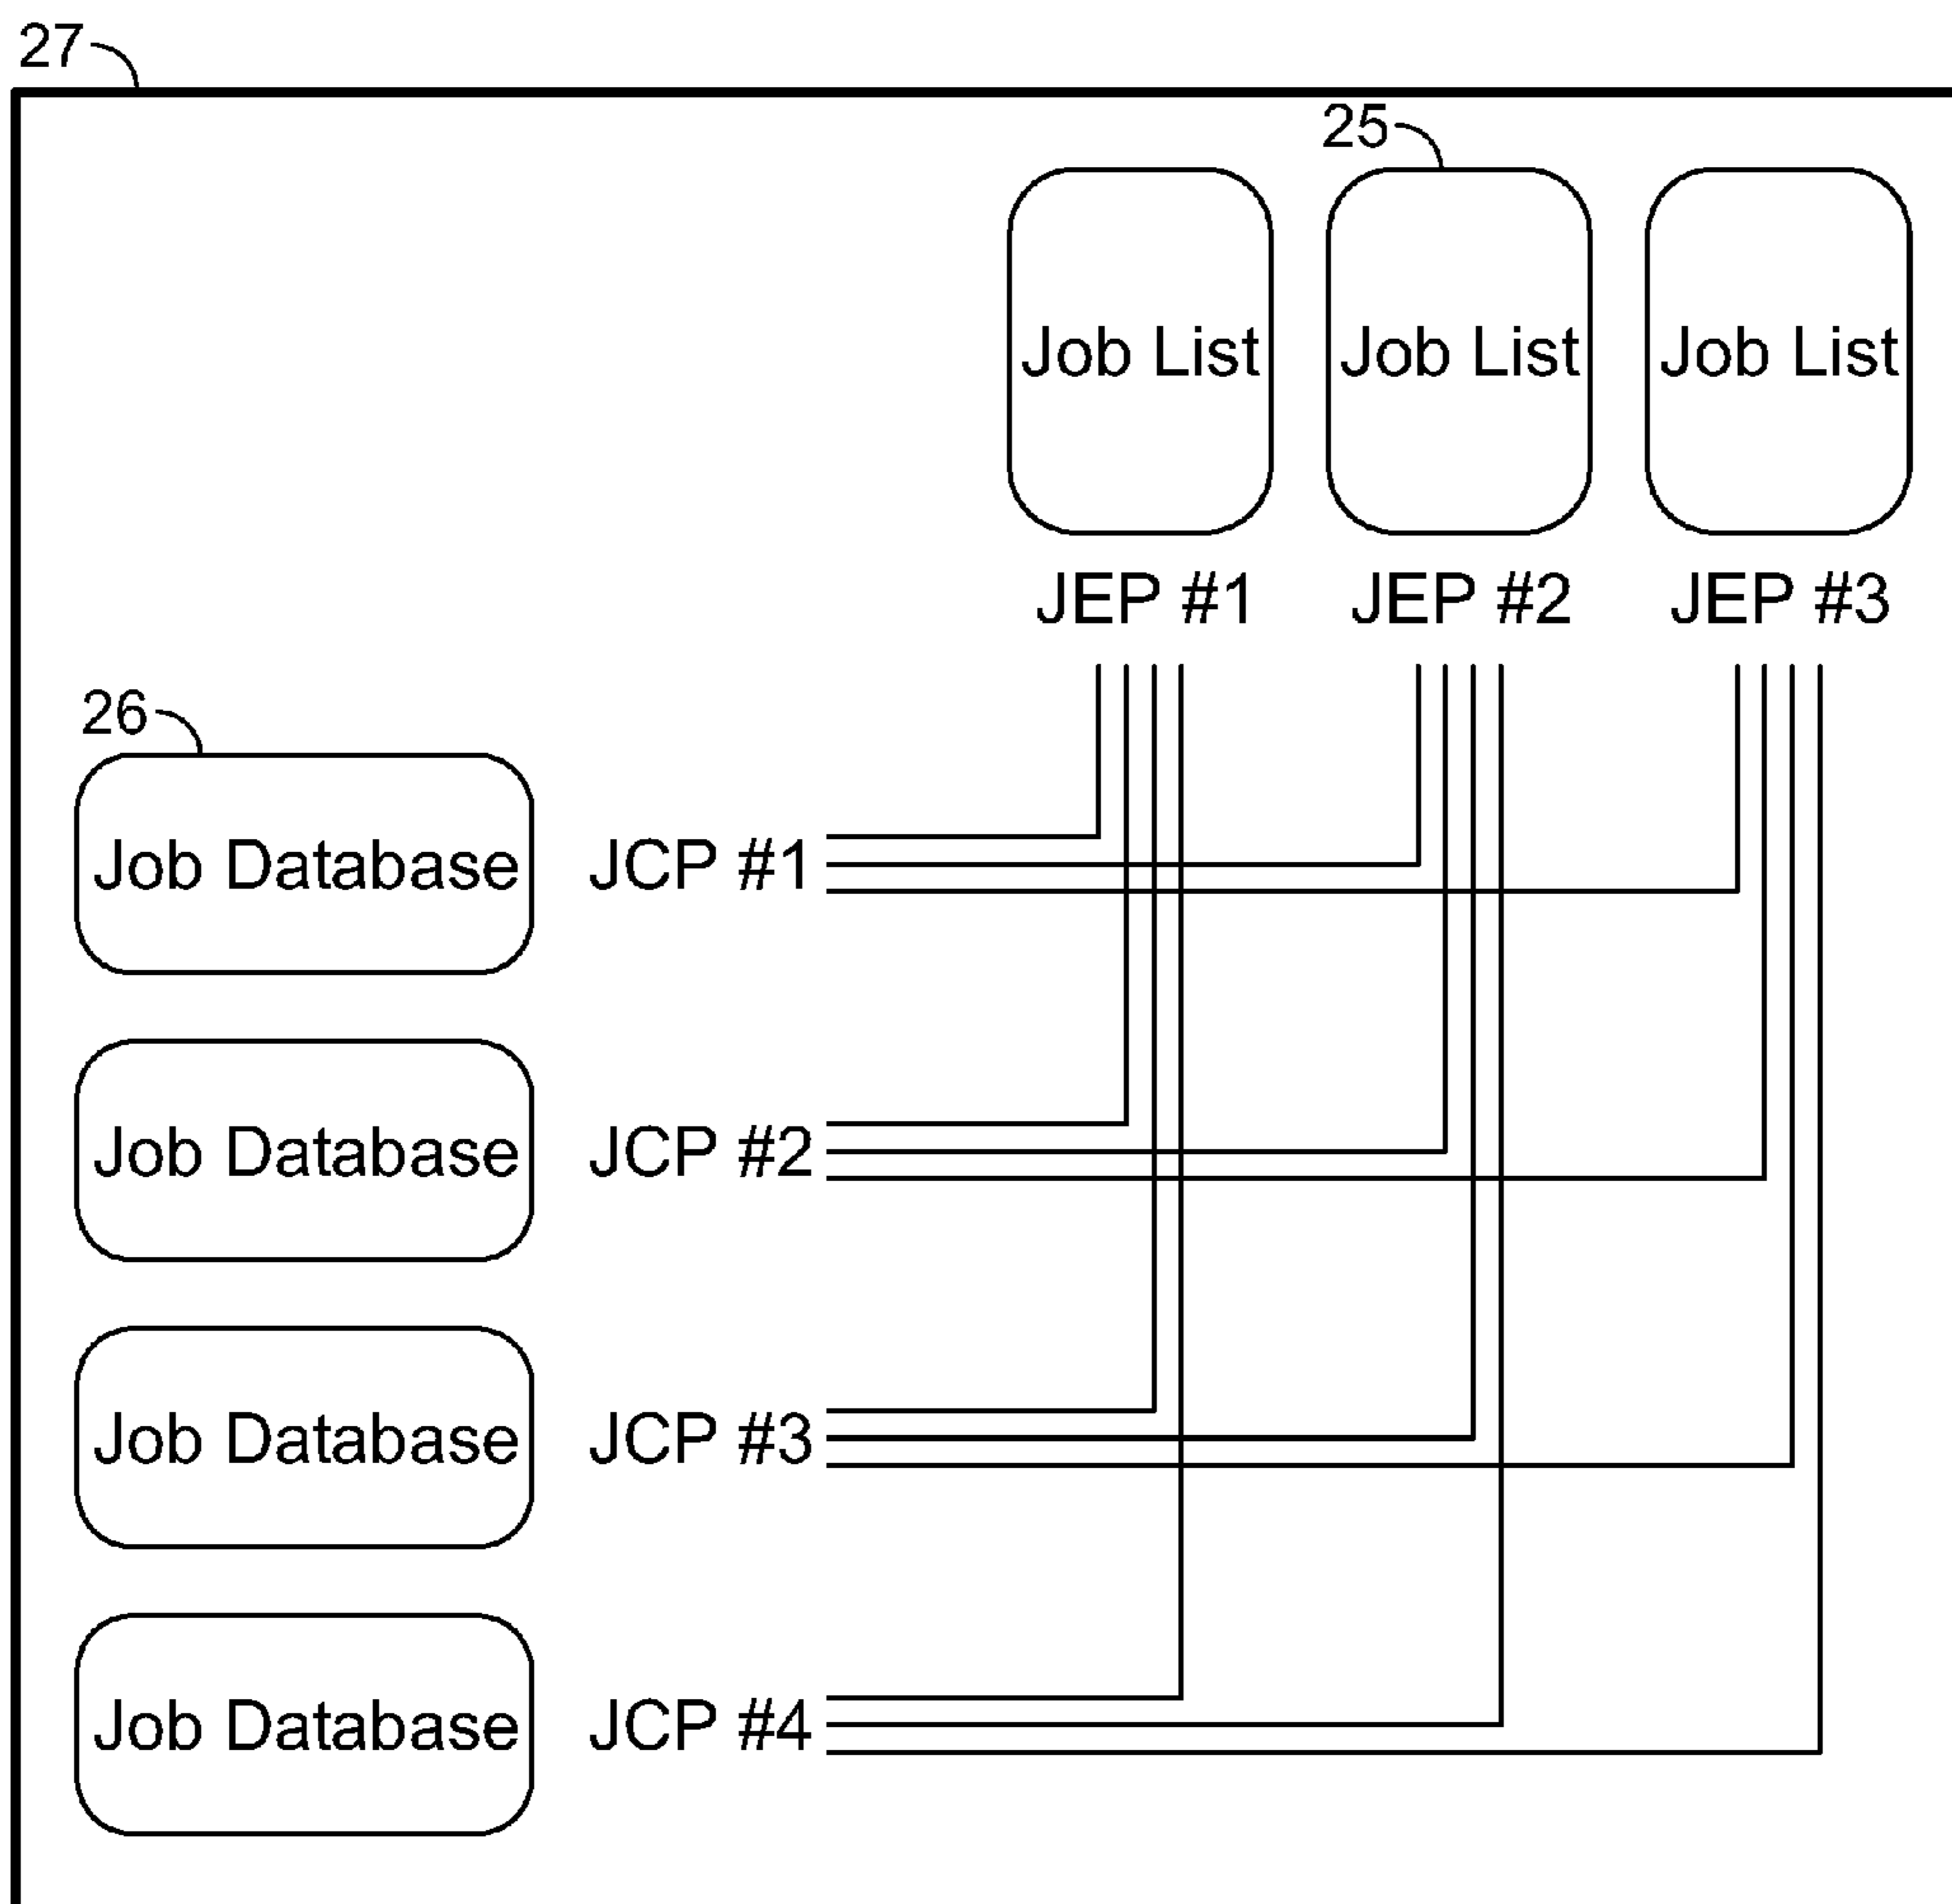 27
25
Job List Job List Job List
JEP #1 JEP #2 JEP #3
26
Job Database JCP #1
Job Database JCP #2
Job Database JCP #3
Job Database JCP #4